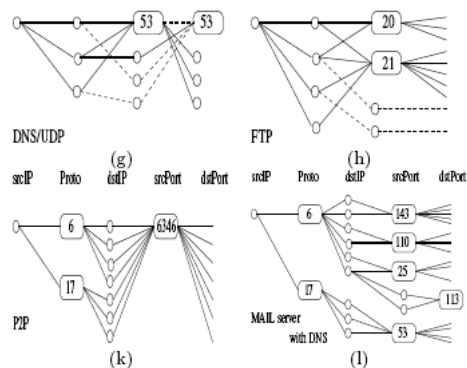 53 53
20
21
DNS/UDP
(g)
FTP
(h)
srcIP Proto dstIP srcPort dstPort
6 6346
17
P2P
(k)
srcIP Proto dstIP srcPort dstPort
6 143
110
25
113
17 53
MAIL server
with DNS
(l)